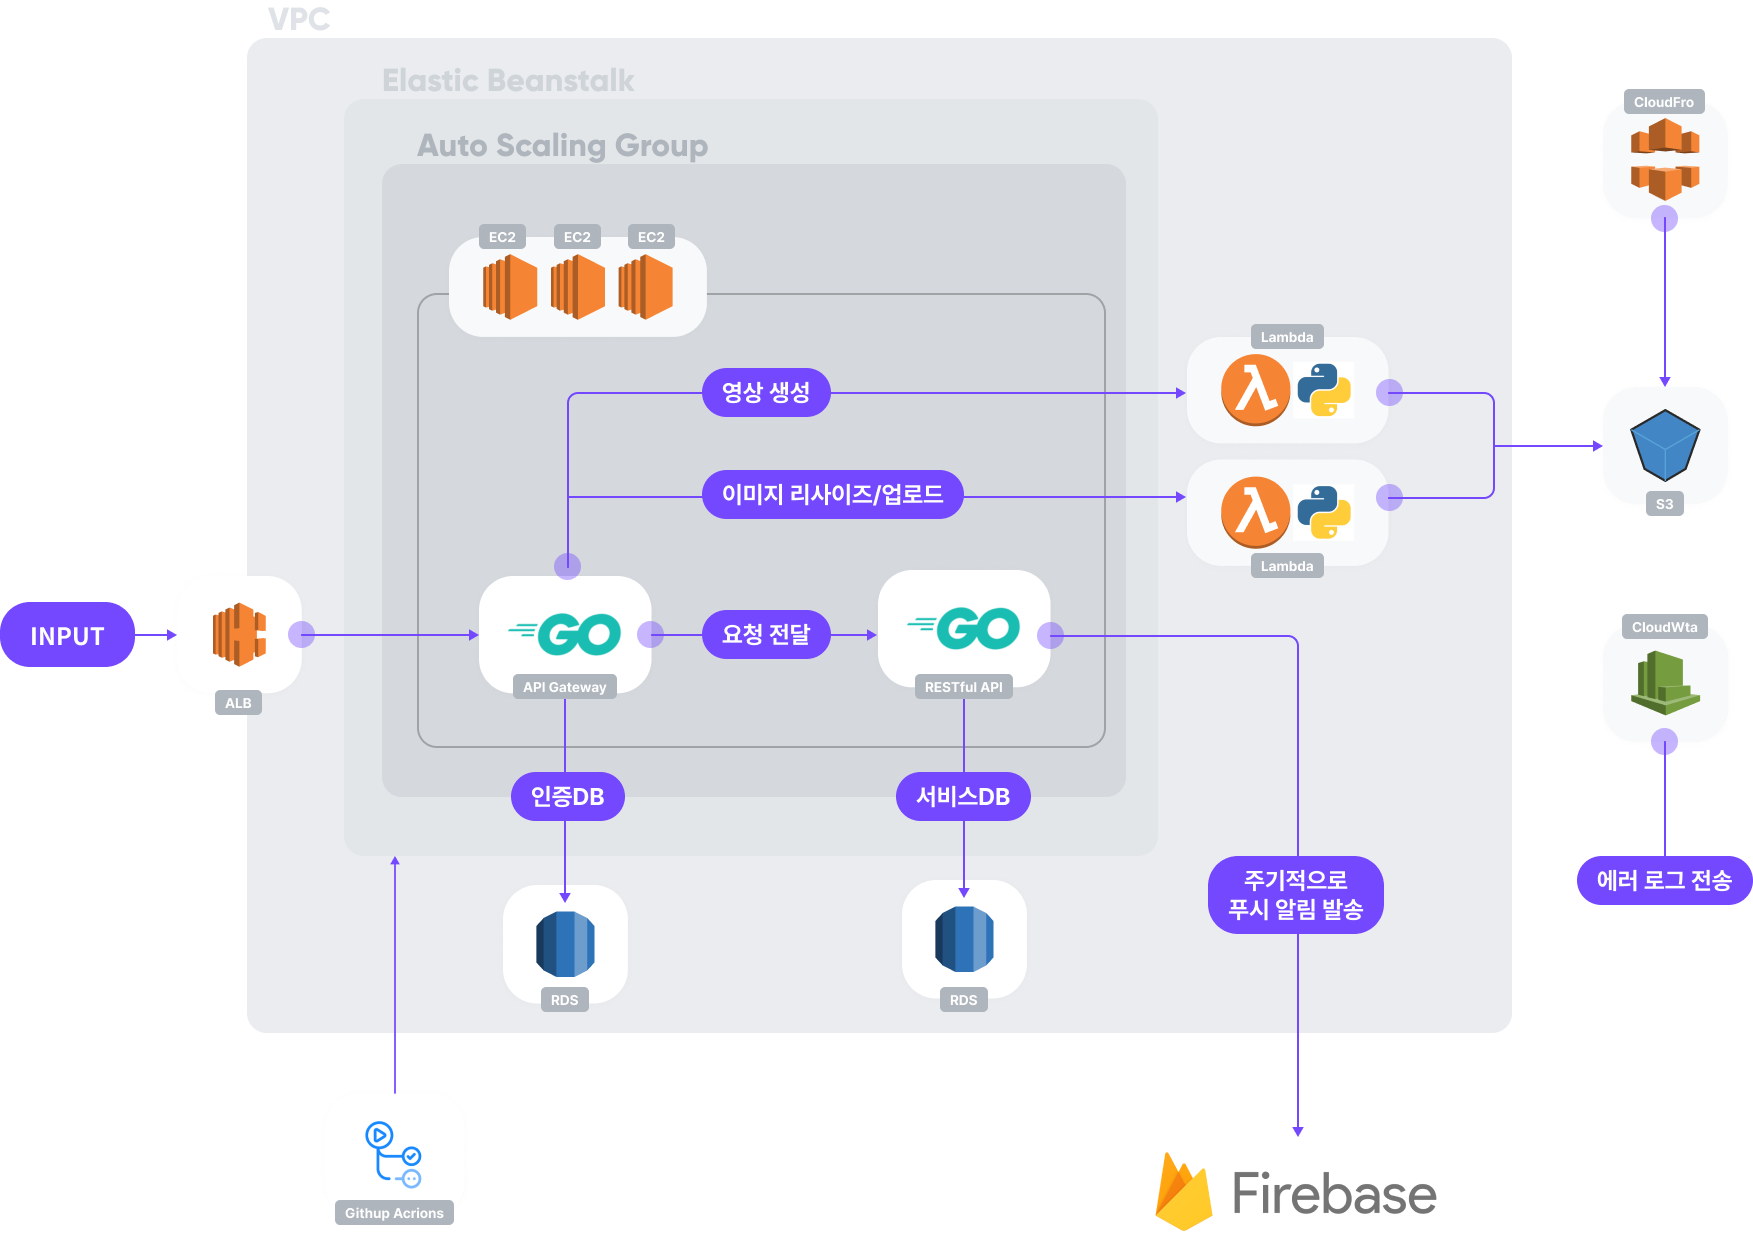 VPC
Elastic Beanstalk
Auto Scaling Group
CloudFro
EC2
EC2
EC2
Lambda
영상 생성
이미지 리사이즈/업로드
S3
Lambda
INPUT
GO
요청 전달
GO
CloudWta
API Gateway
RESTful API
ALB
인증DB
서비스DB
주기적으로
푸시 알림 발송
에러 로그 전송
RDS
RDS
Githup Acrions
Firebase